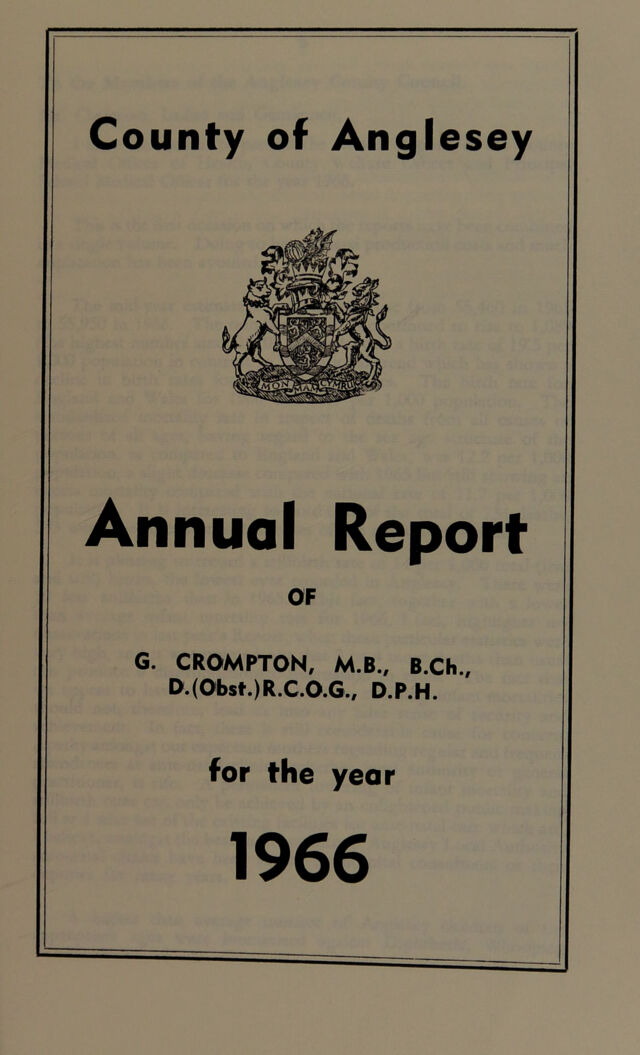 County of Anglesey
MON MAM CYMRU
Annual Report
OF
G. CROMPTON, M.B., B.Ch.,
D.(Obst.)R.C.O.G., D.P.H.
for the year
1966